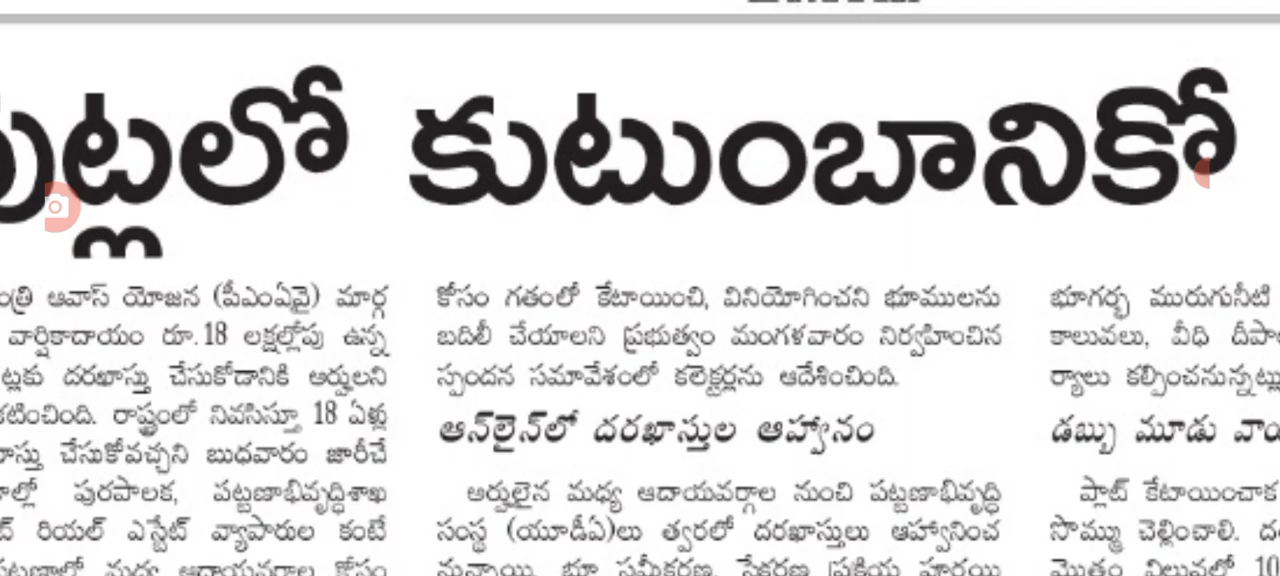 కుటుంబానికో
ఆవాస్ యోజన (పీఎంఏవై) మార్గ
వార్షికాదాయం రూ.18 లక్షల్లోపు ఉన్న
ట్లకు దరఖాస్తు చేసుకోడానికి అర్హులని
కటించింది. రాష్ట్రంలో నివసిస్తూ 18 ఏళ్లు
చేసుకోవచ్చని బుధవారం జారీచే
పురపాలక, పట్టణాభివృద్ధిశాఖ
రియల్ ఎస్టేట్ వ్యాపారుల కంటే
కోసం గతంలో కేటాయించి, వినియోగించని భూములను
బదిలీ చేయాలని ప్రభుత్వం మంగళవారం నిర్వహించిన
స్పందన సమావేశంలో కలెక్టర్లను ఆదేశించింది.
ఆన్‌లైన్‌లో దరఖాస్తుల ఆహ్వానం
అర్హులైన మధ్య ఆదాయవర్గాల నుంచి పట్టణాభివృద్ధి
సంస్థ (యూడీఏ)లు త్వరలో దరఖాస్తులు ఆహ్వానించ
భూగర్భ మురుగునీటి
కాలువలు, వీధి
ర్యాలు కల్పించనున్నట్లు
డబ్బు మూడు
ప్లాట్ కేటాయించాక
సొమ్ము చెల్లించాలి.